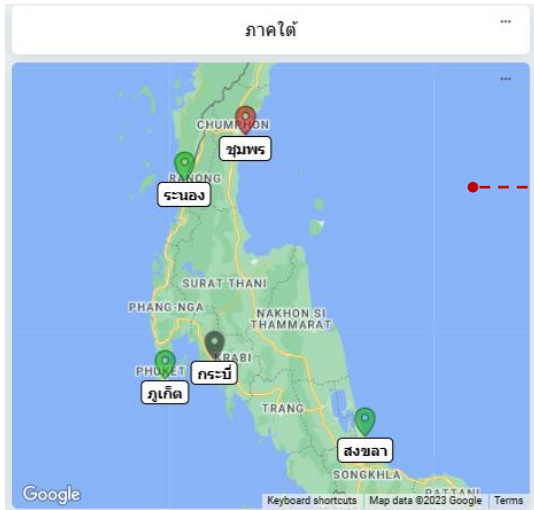 ภาคใต้
CHUMPHON
ชุมพร
RANONG
ระนอง
SURAT THANI
PHANG-NGA
NAKHON SI
THAMMARAT
KRABI
PHUKET
กระบี่
ภูเก็ต
TRANG
สงขลา
SONGKHLA
PATTANI
Google
Keyboard shortcuts Map data ©2023 Google Terms